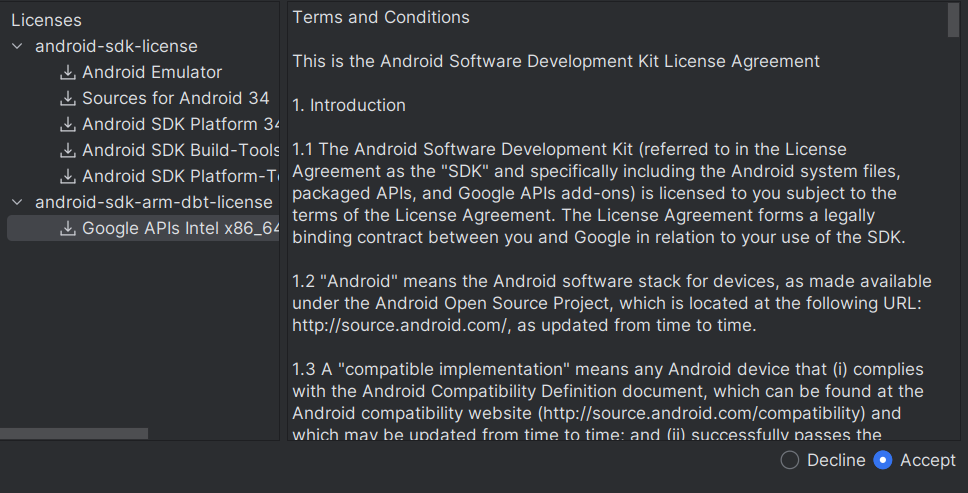 Licenses
android-sdk-license
Android Emulator
Sources for Android 34
Android SDK Platform 34
Android SDK Build-Tools
Android SDK Platform-To
android-sdk-arm-dbt-license
Google APIs Intel x86_64
Terms and Conditions
This is the Android Software Development Kit License Agreement
1. Introduction
1.1 The Android Software Development Kit (referred to in the License
Agreement as the "SDK" and specifically including the Android system files,
packaged APIs, and Google APIs add-ons) is licensed to you subject to the
terms of the License Agreement. The License Agreement forms a legally
binding contract between you and Google in relation to your use of the SDK.
1.2 "Android" means the Android software stack for devices, as made available
under the Android Open Source Project, which is located at the following URL:
http://source.android.com/, as updated from time to time.
1.3 A "compatible implementation" means any Android device that (i) complies
with the Android Compatibility Definition document, which can be found at the
Android compatibility website (http://source.android.com/compatibility) and
which may be updated from time to time; and (ii) successfully passes the
Decline
Accept